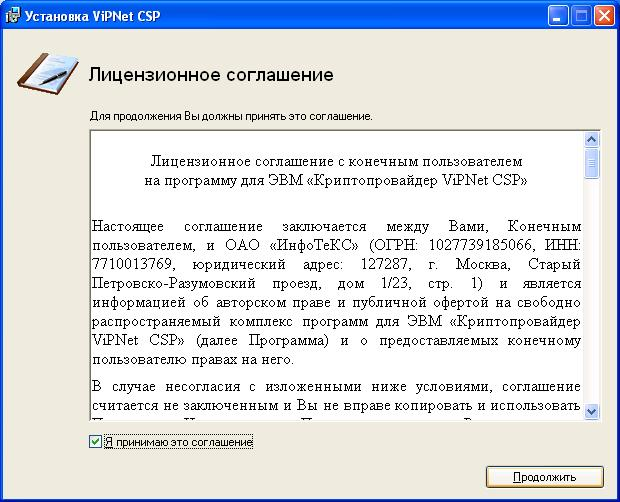 Установка ViPNet CSP
Лицензионное соглашение
Для продолжения Вы должны принять это соглашение.
Лицензионное соглашение с конечным пользователем
на программу для ЭВМ «Криптопровайдер ViPNet CSP»
Настоящее соглашение заключается между Вами, Конечным
пользователем, и ОАО «ИнфоТеКС» (ОГРН: 1027739185066, ИНН:
7710013769, юридический адрес: 127287, г. Москва, Старый
Петровско-Разумовский проезд, дом 1/23, стр. 1) и является
информацией об авторском праве и публичной офертой на свободно
распространяемый комплекс программ для ЭВМ «Криптопровайдер
ViPNet CSP» (далее Программа) и о предоставляемых конечному
пользователю правах на него.
В случае несогласия с изложенными ниже условиями, соглашение
считается не заключенным и Вы не вправе копировать и использовать
Я принимаю это соглашение
Продолжить